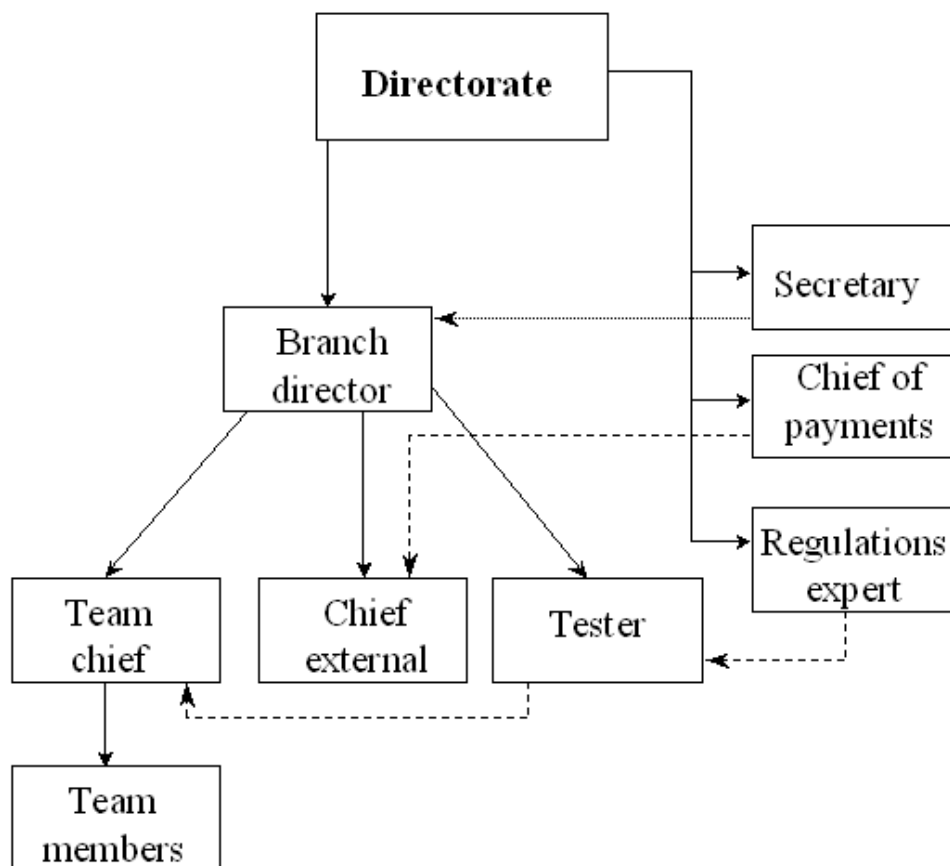 Directorate
Secretary
Branch
director
Chief of
payments
Regulations
expert
Team
chief
Chief
external
Tester
Team
members